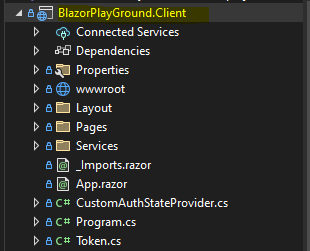 BlazorPlayGround.Client
Connected Services
Dependencies
Properties
wwwroot
Layout
Pages
Services
_Imports.razor
App.razor
C# CustomAuthStateProvider.cs
C# Program.cs
C# Token.cs